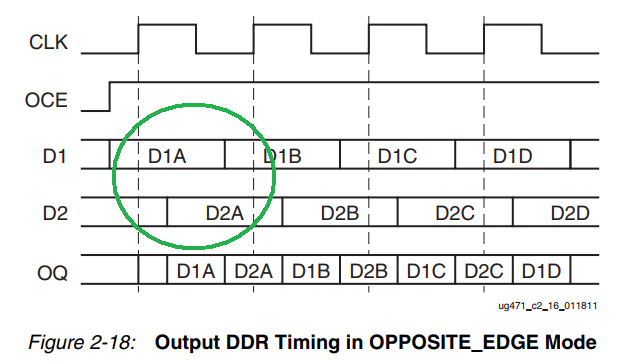 CLK
OCE
D1 D1A D1B D1C D1D
D2 D2A D2B D2C D2D
OQ D1A D2A D1B D2B D1C D2C D1D
ug471_c2_16_011811
Figure 2-18: Output DDR Timing in OPPOSITE_EDGE Mode